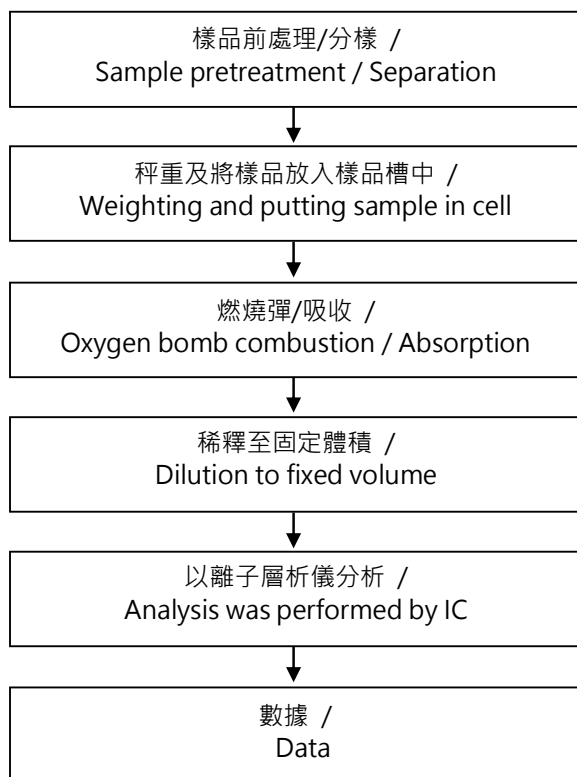 樣品前處理/分樣 /
Sample pretreatment / Separation
秤重及將樣品放入樣品槽中 /
Weighting and putting sample in cell
燃燒彈/吸收 /
Oxygen bomb combustion / Absorption
稀釋至固定體積 /
Dilution to fixed volume
以離子層析儀分析 /
Analysis was performed by IC
數據 /
Data